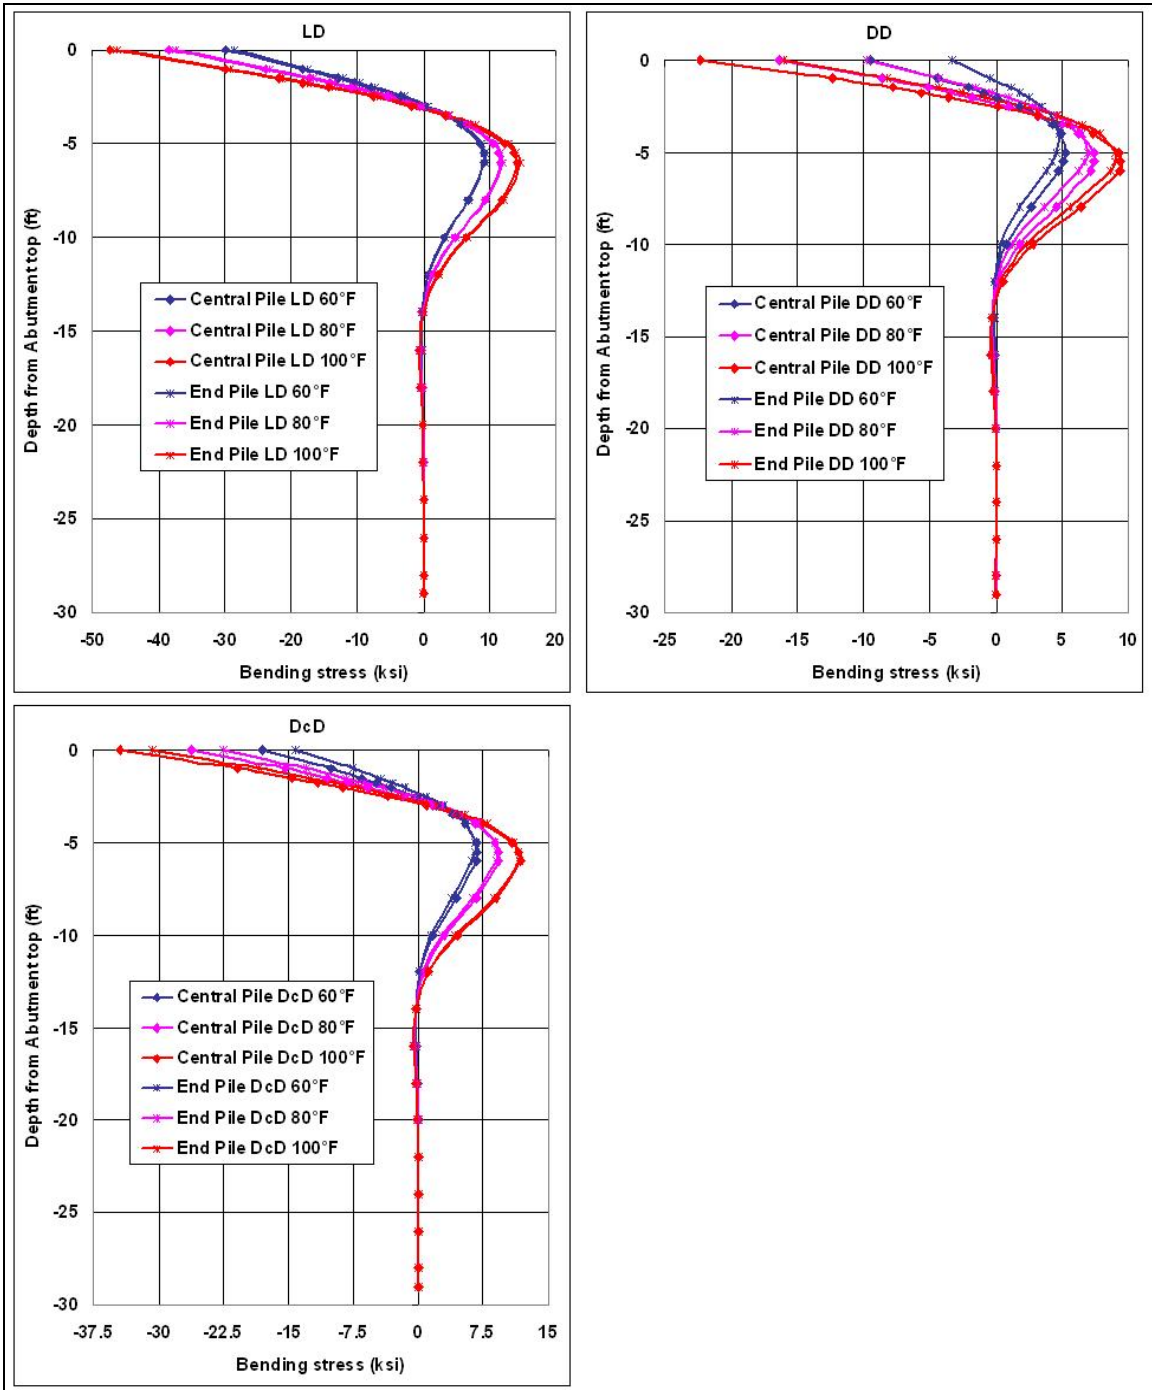 LD
0
-5
-10
-15
-20
-25
-30
Depth from Abutment top (ft)
Central Pile LD 60°F
Central Pile LD 80°F
Central Pile LD 100°F
End Pile LD 60°F
End Pile LD 80°F
End Pile LD 100°F
-50 -40 -30 -20 -10 0 10 20
Bending stress (ksi)
DD
0
-5
-10
-15
-20
-25
-30
Depth from Abutment top (ft)
Central Pile DD 60°F
Central Pile DD 80°F
Central Pile DD 100°F
End Pile DD 60°F
End Pile DD 80°F
End Pile DD 100°F
-25 -20 -15 -10 -5 0 5 10
Bending stress (ksi)
DcD
0
-5
-10
-15
-20
-25
-30
Depth from Abutment top (ft)
Central Pile DcD 60°F
Central Pile DcD 80°F
Central Pile DcD 100°F
End Pile DcD 60°F
End Pile DcD 80°F
End Pile DcD 100°F
-37.5 -30 -22.5 -15 -7.5 0 7.5 15
Bending stress (ksi)